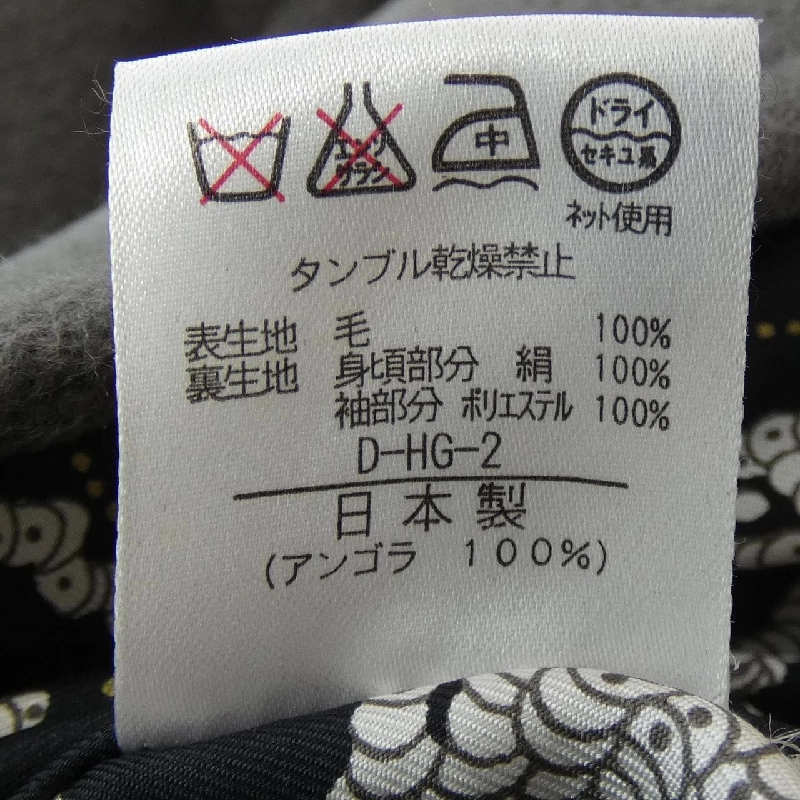 エンソ サラシ 中 ドライ
セキユ系
ネット使用
タンブル乾燥禁止
表生地 毛 100%
裏生地 身頃部分 絹 100%
袖部分 ポリエステル 100%
D-HG-2
日本製
(アンゴラ 100%)